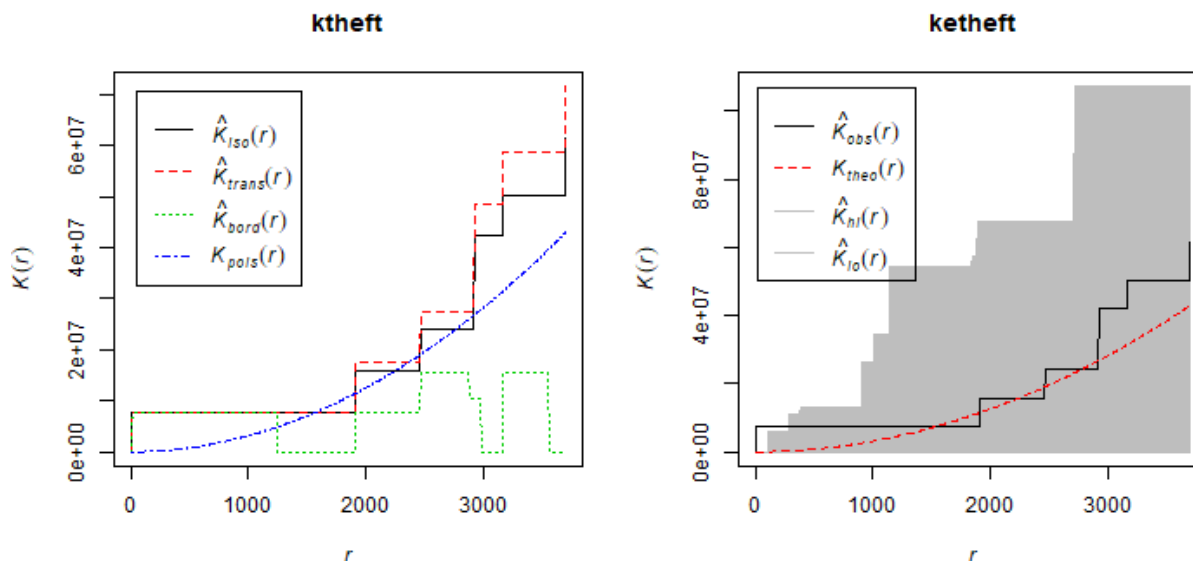 ktheft
K̂iso(r)
K̂trans(r)
K̂bord(r)
Kpois(r)
K(r)
0e+00
2e+07
4e+07
6e+07
0
1000
2000
3000
r
ketheft
K̂obs(r)
Ktheo(r)
K̂hi(r)
K̂lo(r)
K(r)
0e+00
4e+07
8e+07
0
1000
2000
3000
r